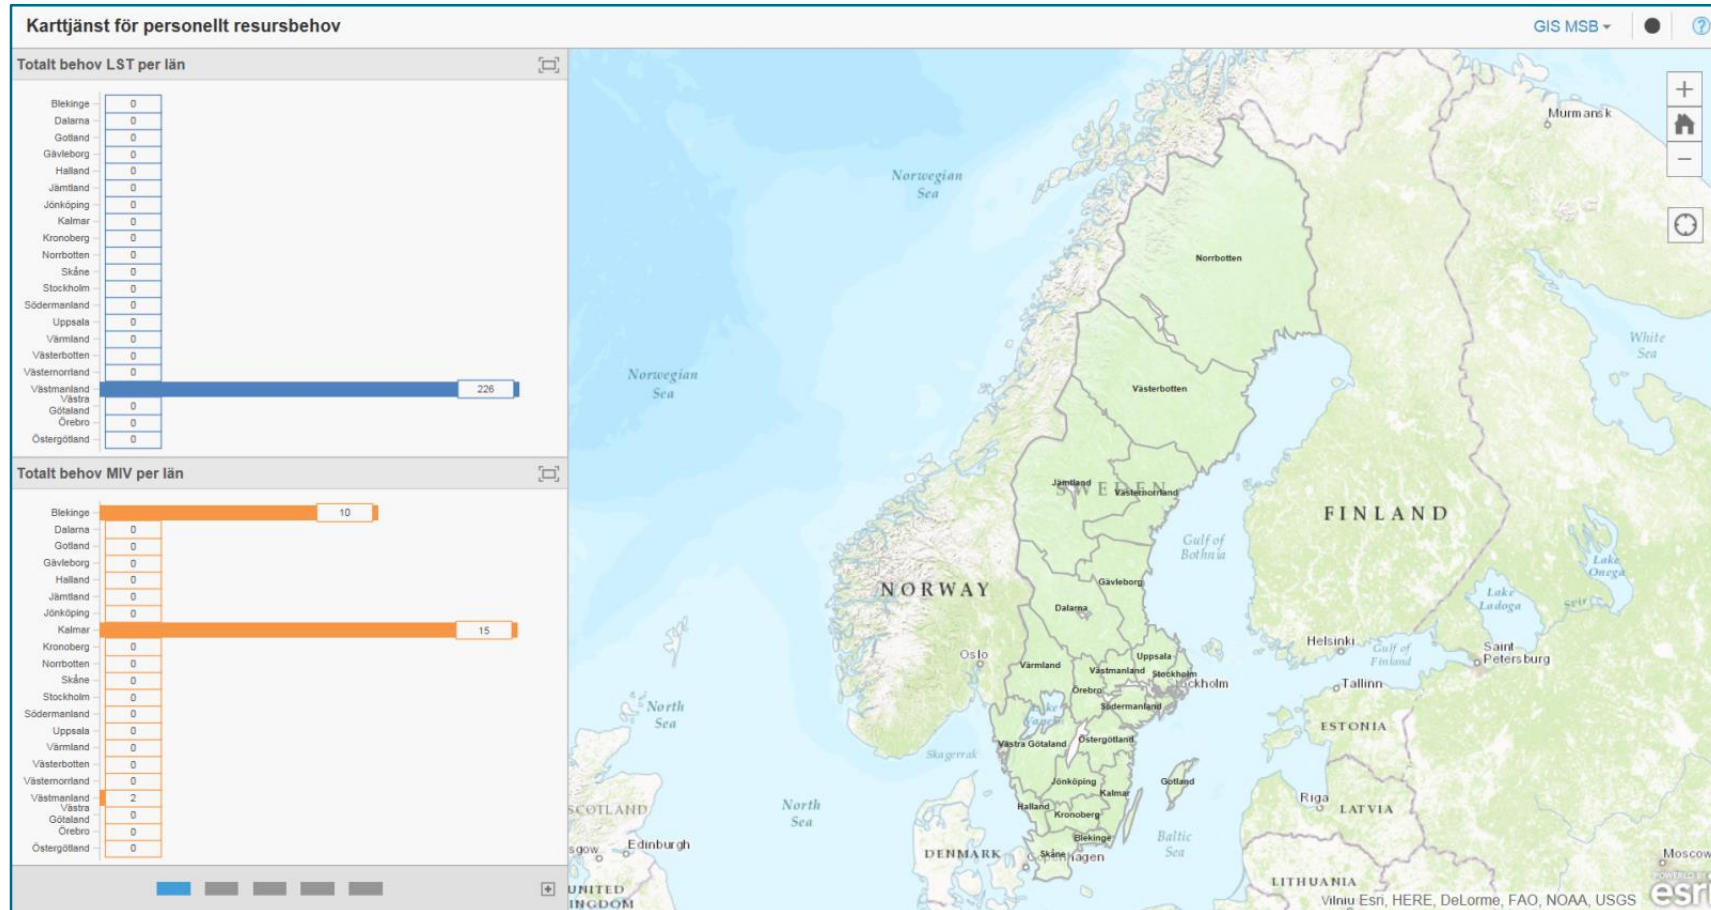 Karttjänst för personellt resursbehov
GIS MSB
?
Totalt behov LST per län
Blekinge 0
Dalarna 0
Gotland 0
Gävleborg 0
Halland 0
Jämtland 0
Jönköping 0
Kalmar 0
Kronoberg 0
Norrbotten 0
Skåne 0
Stockholm 0
Södermanland 0
Uppsala 0
Värmland 0
Västerbotten 0
Västernorrland 0
Västmanland 226
Västra
Götaland 0
Örebro 0
Östergötland 0
Totalt behov MIV per län
Blekinge 10
Dalarna 0
Gotland 0
Gävleborg 0
Halland 0
Jämtland 0
Jönköping 0
Kalmar 15
Kronoberg 0
Norrbotten 0
Skåne 0
Stockholm 0
Södermanland 0
Uppsala 0
Värmland 0
Västerbotten 0
Västernorrland 0
Västmanland 2
Västra
Götaland 0
Örebro 0
Östergötland 0
+
−
Murmansk
Norwegian
Sea
Norrbotten
White
Sea
Norwegian
Sea
Västerbotten
Jämtland
SWEDEN
Västernorrland
FINLAND
Gulf of
Bothnia
Lake
Onega
Gävleborg
NORWAY
Dalarna
Lake
Ladoga
Svir
Helsinki
Gulf of
Finland
Saint
Petersburg
Oslo
Värmland
Västmanland
Uppsala
Stockholm
ockholm
Tallinn
Örebro
Södermanland
Lake
North
Sea
ESTONIA
Västra Götaland
Östergötland
Skagerrak
Jönköping
Gotland
Kalmar
Riga
LATVIA
SCOTLAND
North
Sea
Halland
Kronoberg
Blekinge
Baltic
Sea
sgow
Edinburgh
DENMARK
Skåne
hagen
Moscow
UNITED
INGDOM
LITHUANIA
Vilniu
Esri, HERE, DeLorme, FAO, NOAA, USGS
POWERED BY
esri